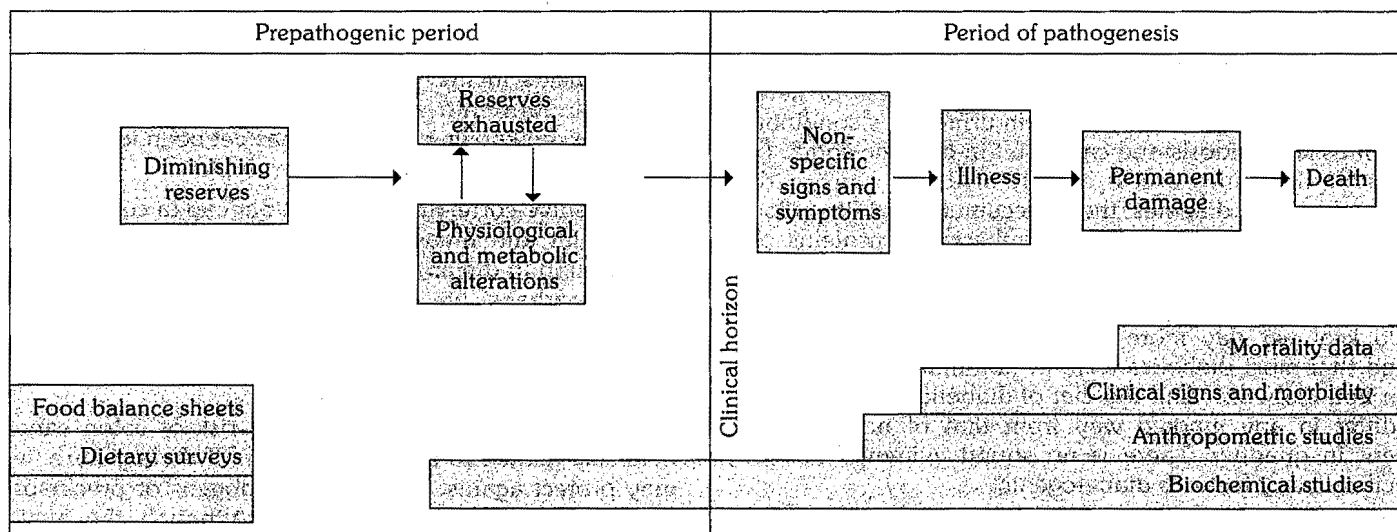 Prepathogenic period
Period of pathogenesis
Reserves
exhausted
Diminishing
reserves
Physiological
and metabolic
alterations
Non-
specific
signs and
symptoms
Illness
Permanent
damage
Death
Clinical horizon
Mortality data
Food balance sheets
Clinical signs and morbidity
Dietary surveys
Anthropometric studies
Biochemical studies